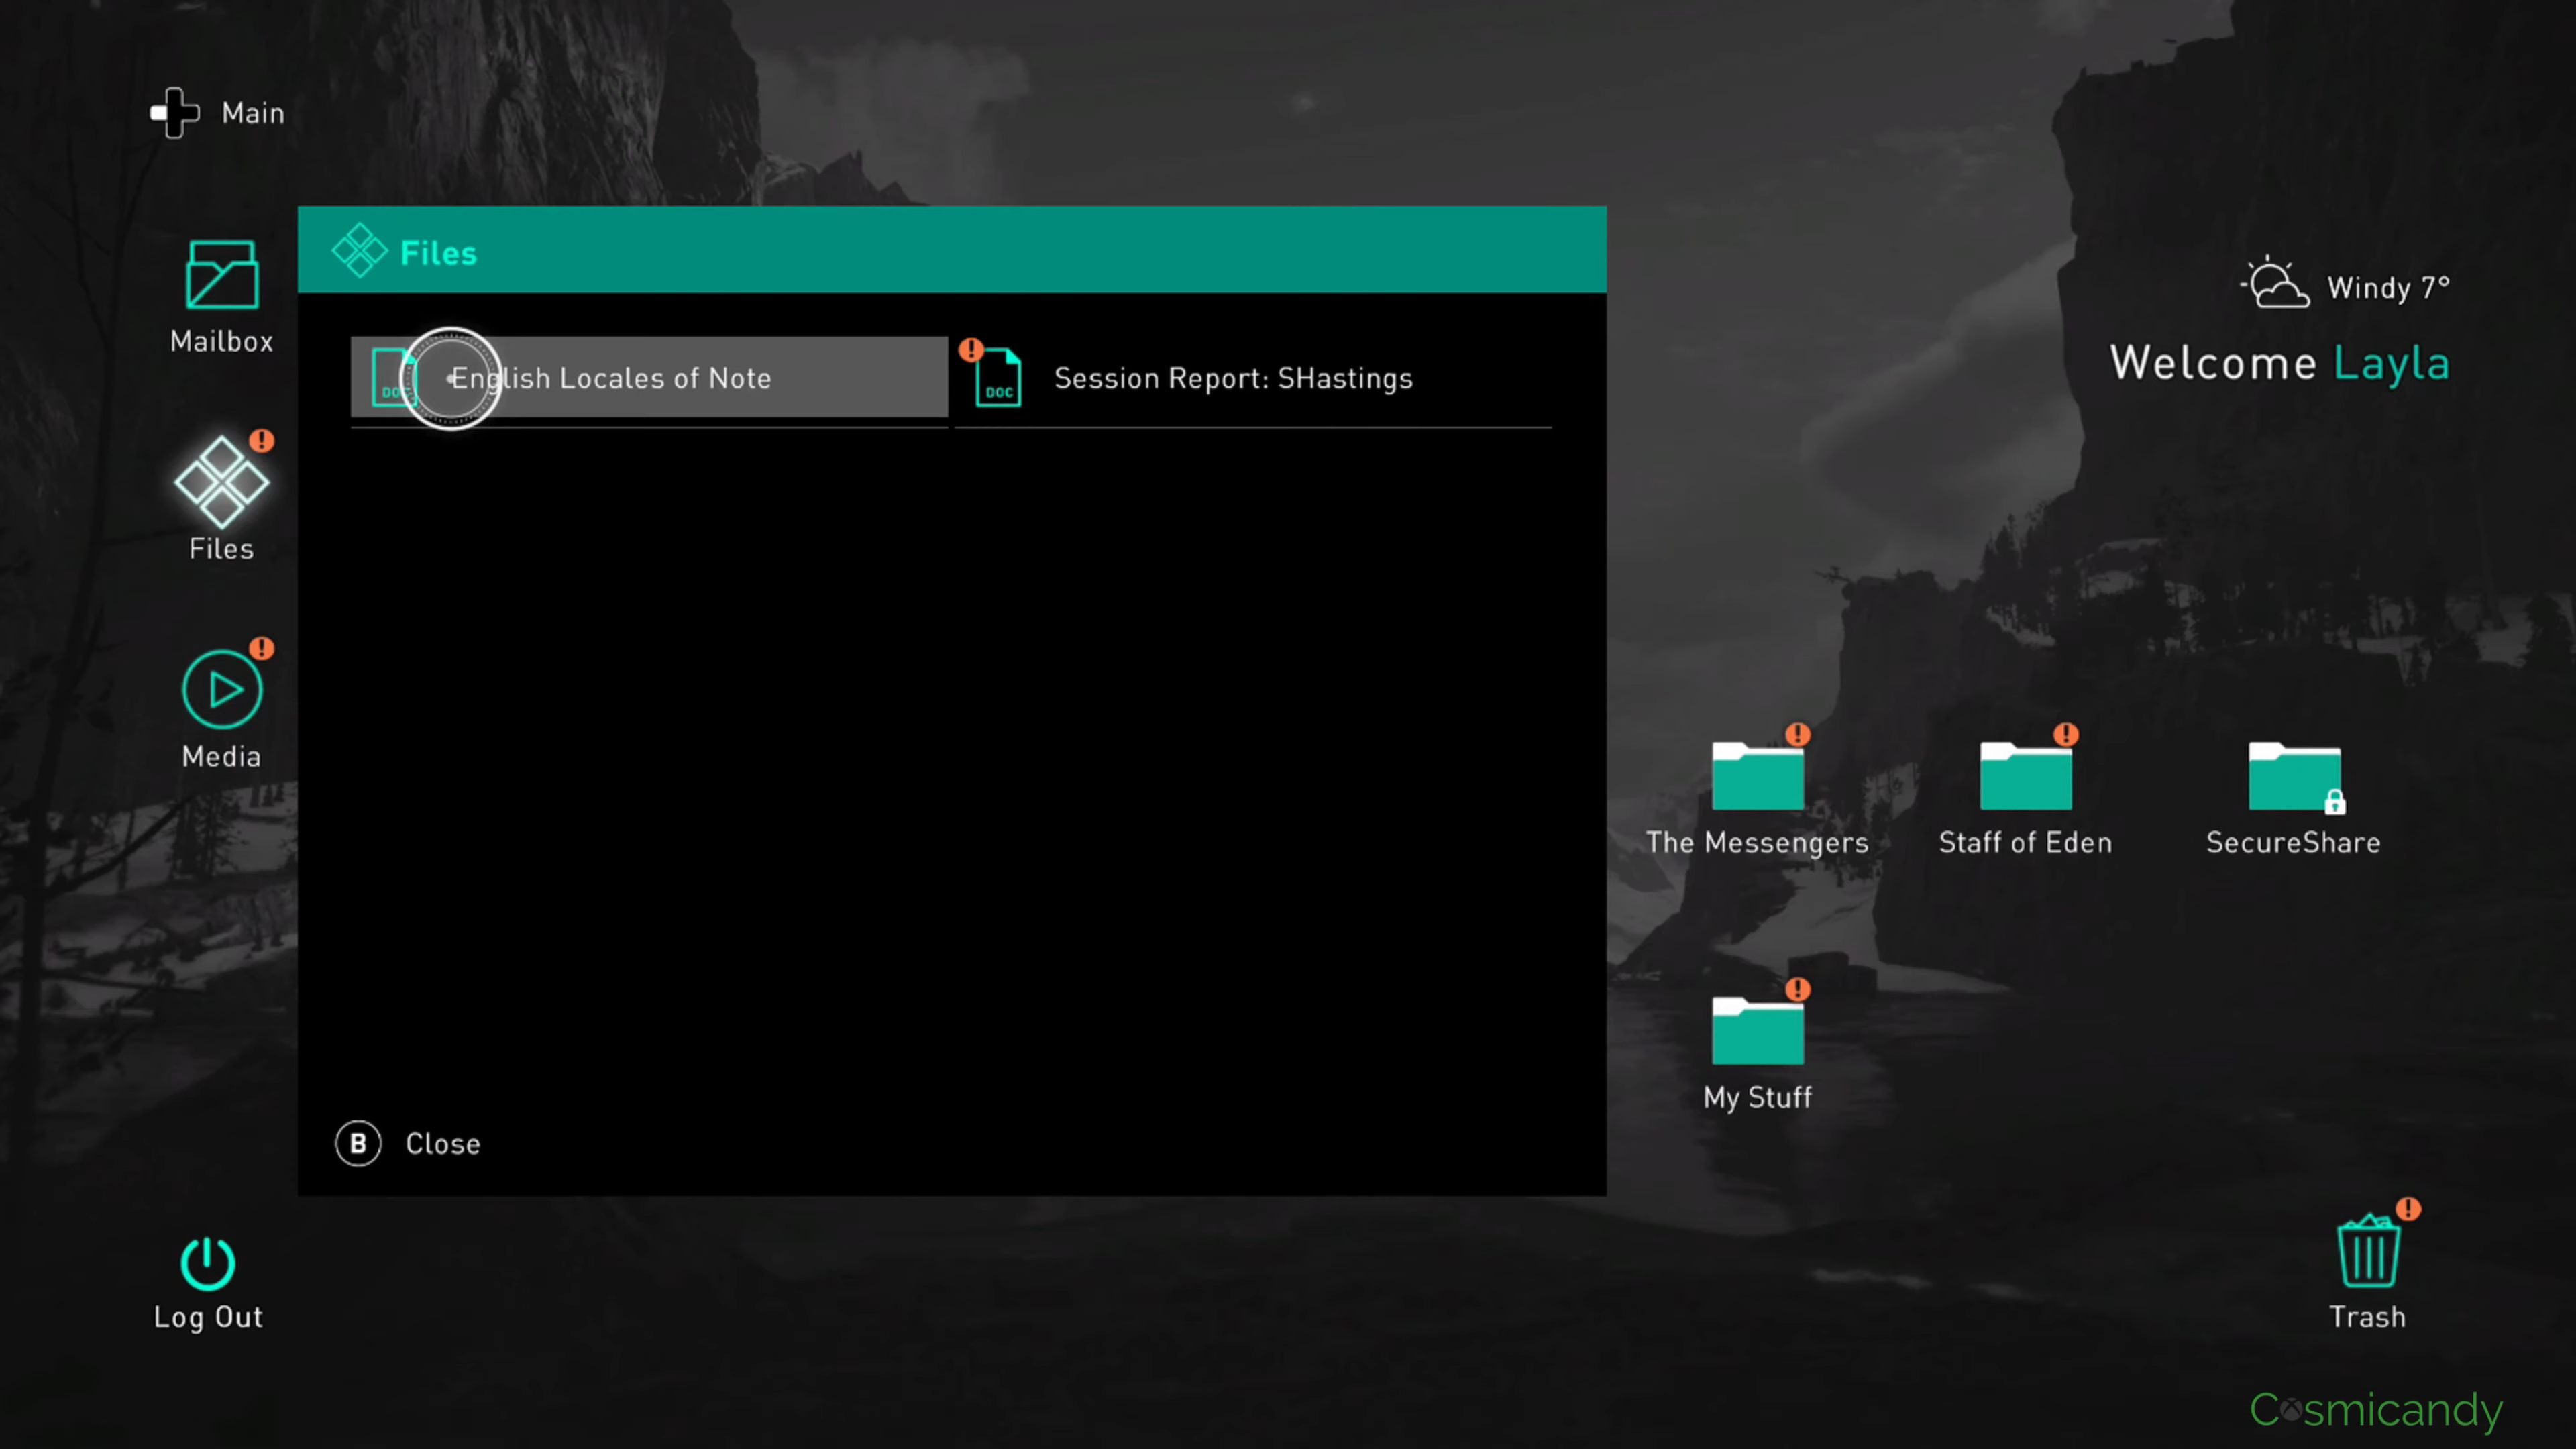 Main
Files
Mailbox
DOC English Locales of Note
! DOC Session Report: SHastings
Windy 7°
Welcome Layla
!
Files
!
Media
!
The Messengers
!
Staff of Eden
SecureShare
!
My Stuff
B Close
Log Out
!
Trash
Cosmicandy